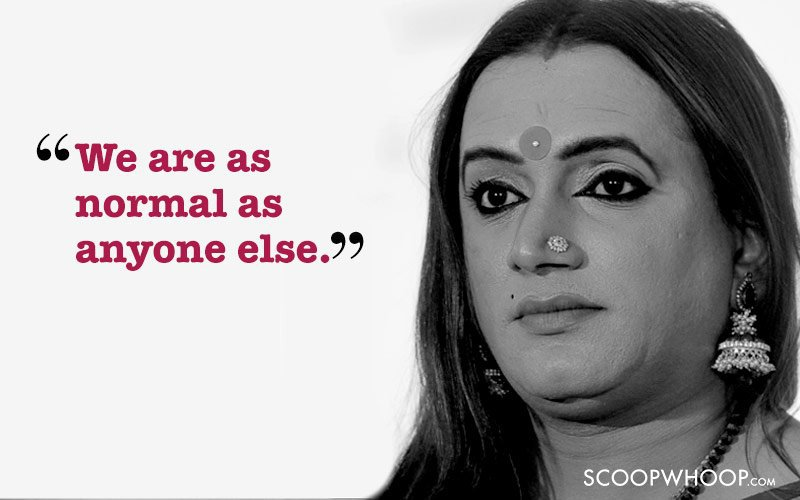 “We are as
normal as
anyone else.”
SCOOPWHOOP.COM